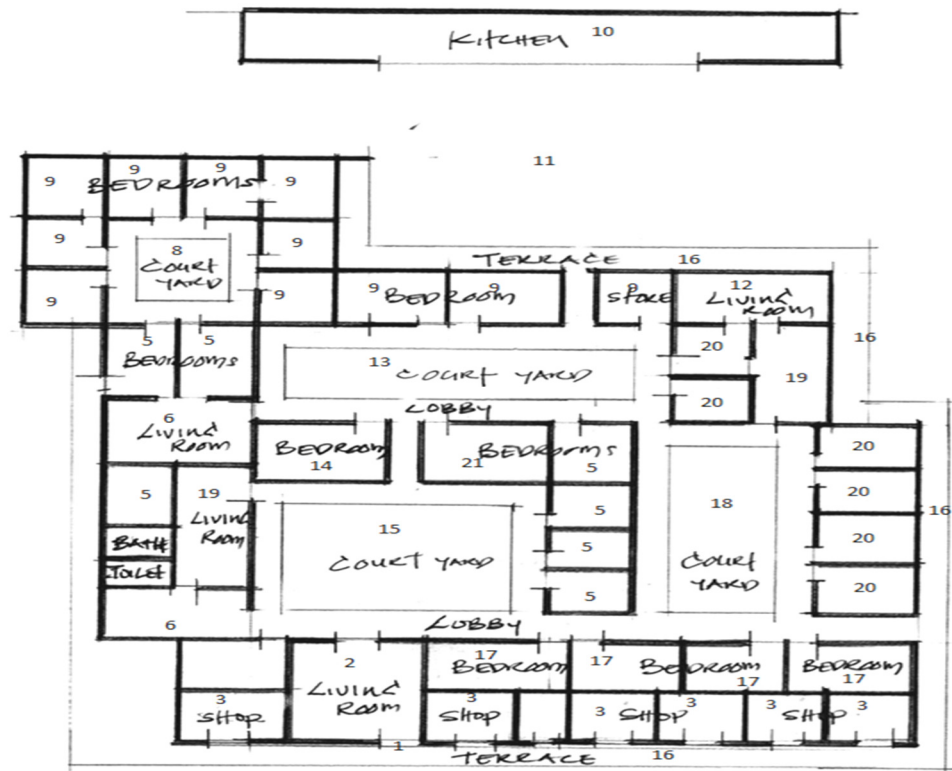 KITCHEN 10
11
9 9 9 9
BEDROOMS
9 8 9
COURT
YARD
9 9
TERRACE 16
9 BEDROOM 9
STORE
12
LIVING
ROOM
16
5 5
BEDROOMS
13
COURT YARD
20
19
20
LOBBY
6
LIVING
ROOM
BEDROOM
14
BEDROOMS
21 5
20
5 19
LIVING
ROOM
15
COURT YARD
5
18
COURT
YARD
20
16
BATH
5
20
TOILET
5
20
6
LOBBY
2
LIVING
ROOM
17
BEDROOM
17
BEDROOM
17
BEDROOM
17
3
SHOP
3
SHOP
3 SHOP 3
3 SHOP 3
1
TERRACE 16